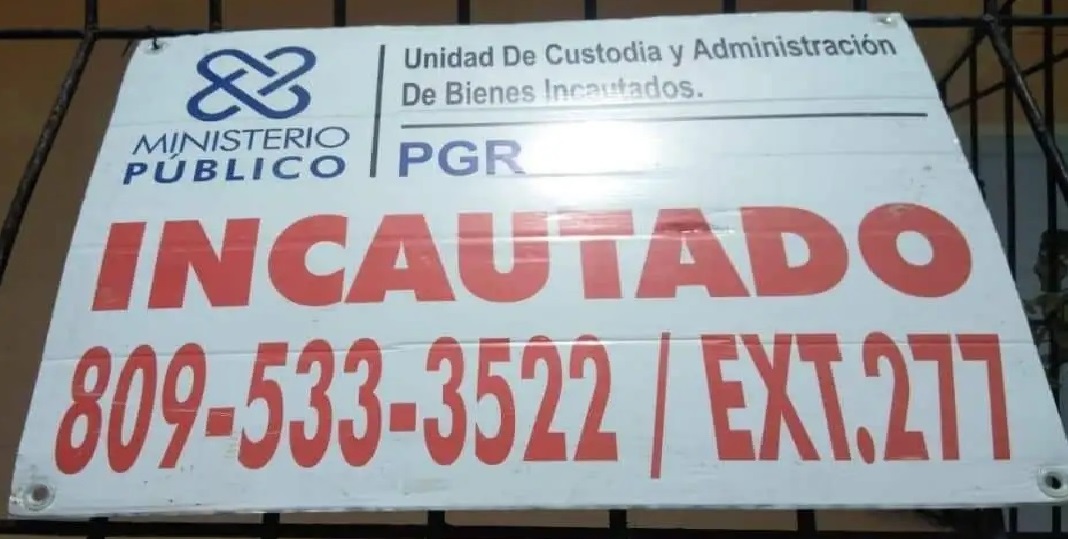 MINISTERIO
PÚBLICO
Unidad De Custodia y Administración
De Bienes Incautados.
PGR
INCAUTADO
809-533-3522 / EXT.277